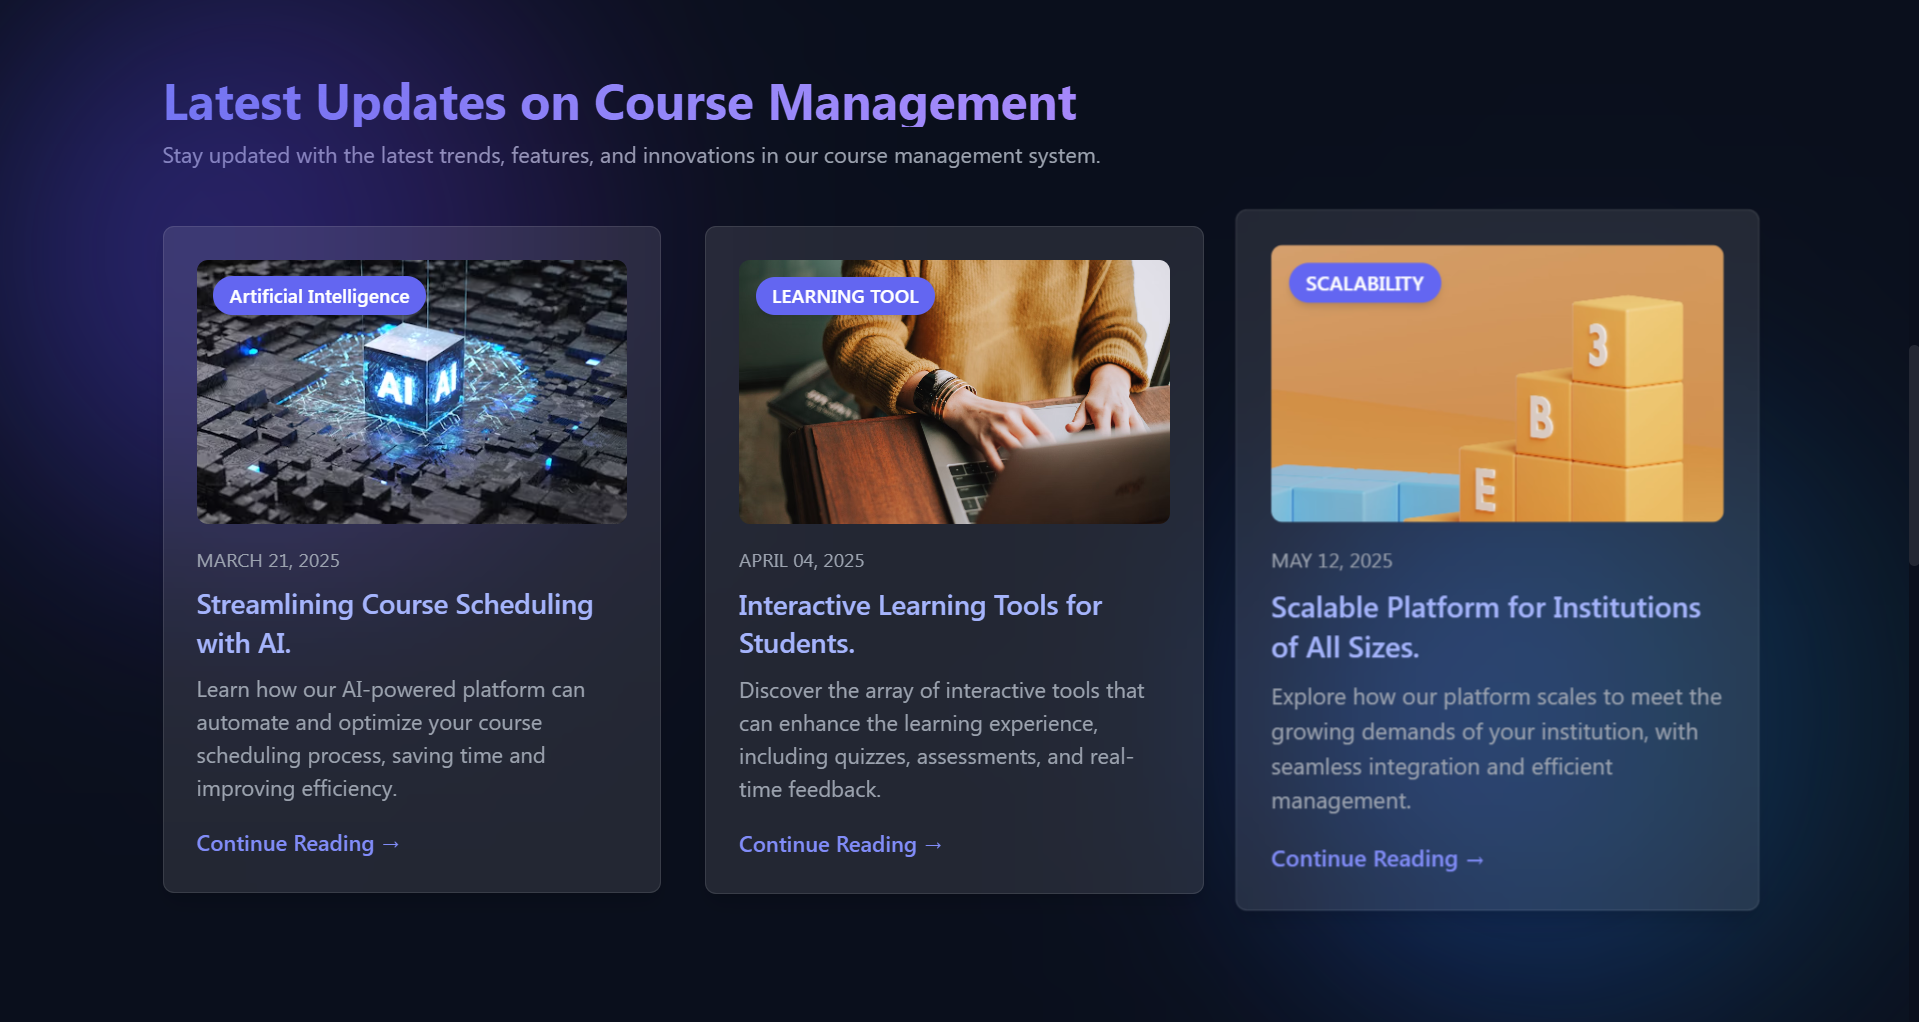 Latest Updates on Course Management
Stay updated with the latest trends, features, and innovations in our course management system.
Artificial Intelligence
AI AI
MARCH 21, 2025
Streamlining Course Scheduling
with AI.
Learn how our AI-powered platform can
automate and optimize your course
scheduling process, saving time and
improving efficiency.
Continue Reading →
LEARNING TOOL
APRIL 04, 2025
Interactive Learning Tools for
Students.
Discover the array of interactive tools that
can enhance the learning experience,
including quizzes, assessments, and real-
time feedback.
Continue Reading →
SCALABILITY
3
B
E
MAY 12, 2025
Scalable Platform for Institutions
of All Sizes.
Explore how our platform scales to meet the
growing demands of your institution, with
seamless integration and efficient
management.
Continue Reading →